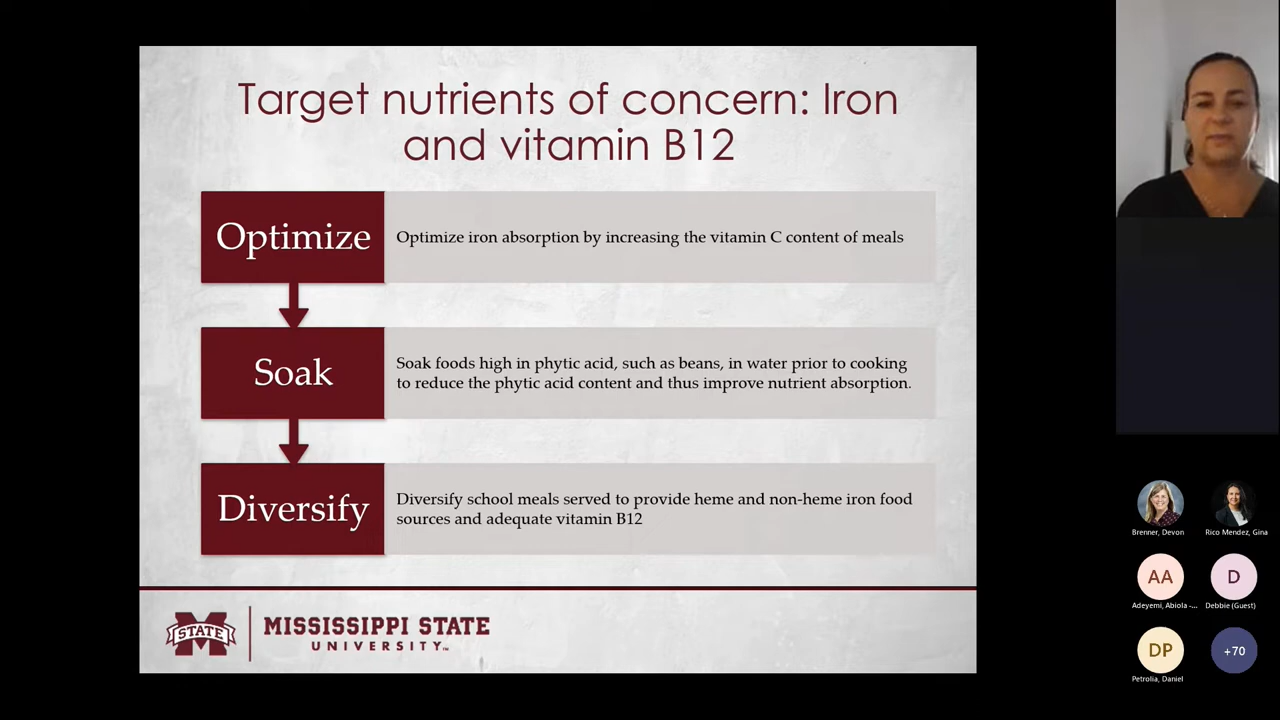 Target nutrients of concern: Iron
and vitamin B12
Optimize
Optimize iron absorption by increasing the vitamin C content of meals
Soak
Soak foods high in phytic acid, such as beans, in water prior to cooking
to reduce the phytic acid content and thus improve nutrient absorption.
Diversify
Diversify school meals served to provide heme and non-heme iron food
sources and adequate vitamin B12
STATE
MISSISSIPPI STATE
UNIVERSITY™
Brenner, Devon
Rico Mendez, Gina
AA
D
Adeyemi, Abiola -...
Debbie (Guest)
DP
+70
Petrolia, Daniel